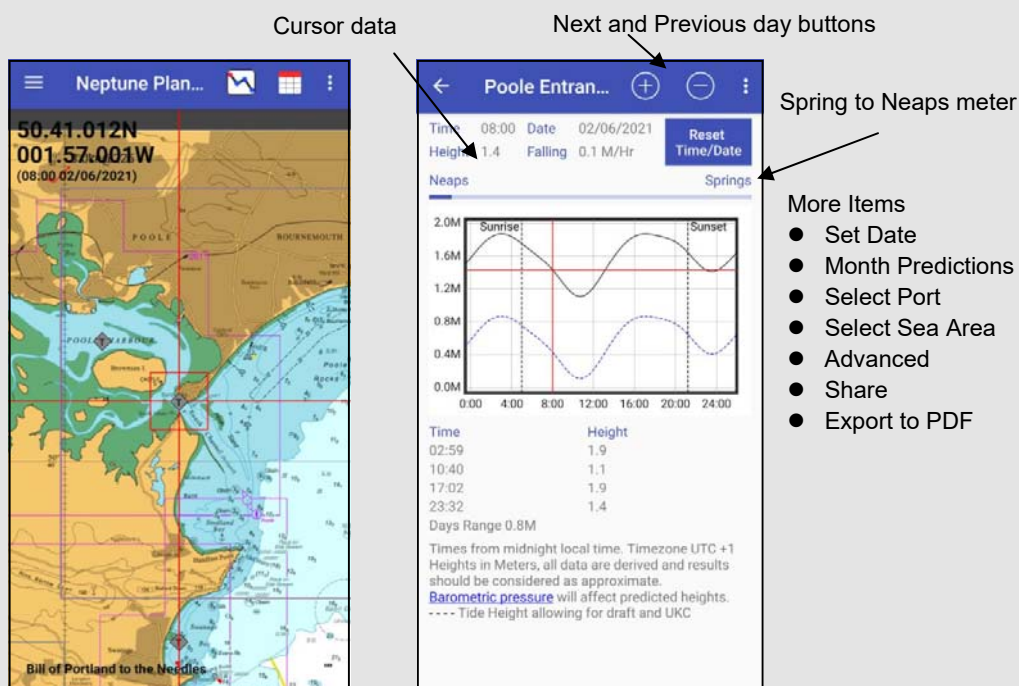 Cursor data
Next and Previous day buttons
Neptune Plan...
50.41.012N
001.57.001W
(08:00 02/06/2021)
POOLE
BOURNEMOUTH
POOLE HARBOUR
Bill of Portland to the Needles
Poole Entran...
Time 08:00 Date 02/06/2021
Height 1.4 Falling 0.1 M/Hr
Reset
Time/Date
Neaps Springs
Sunrise Sunset
2.0M
1.6M
1.2M
0.8M
0.4M
0.0M
0:00 4:00 8:00 12:00 16:00 20:00 24:00
Time Height
02:59 1.9
10:40 1.1
17:02 1.9
23:32 1.4
Days Range 0.8M
Times from midnight local time. Timezone UTC +1
Heights in Meters, all data are derived and results
should be considered as approximate.
Barometric pressure will affect predicted heights.
---- Tide Height allowing for draft and UKC
Spring to Neaps meter
More Items
● Set Date
● Month Predictions
● Select Port
● Select Sea Area
● Advanced
● Share
● Export to PDF